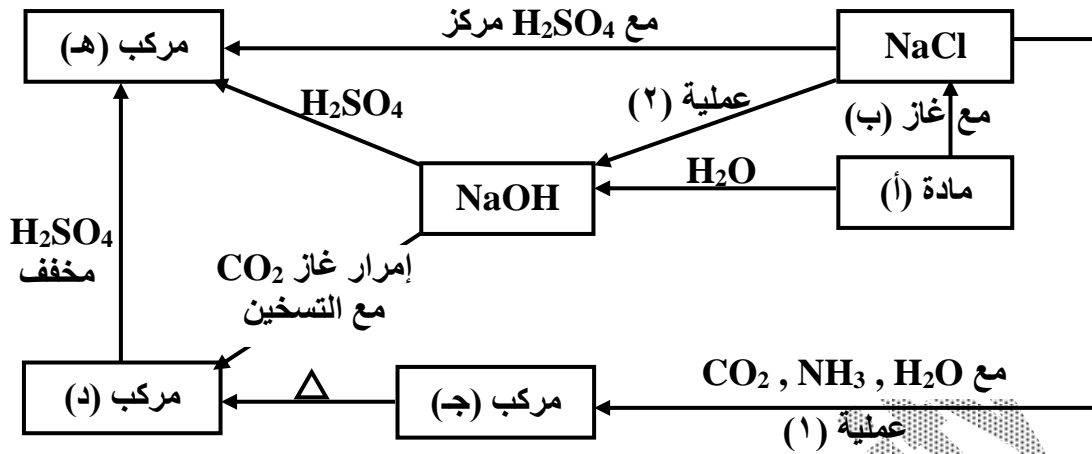 مع H₂SO₄ مركز
NaCl
مركب (هـ)
عملية (٢)
H₂SO₄
مع غاز (ب)
H₂O
مادة (أ)
NaOH
H₂SO₄
مخفف
إمرار غاز CO₂
مع التسخين
مع CO₂ , NH₃ , H₂O
عملية (١)
△
مركب (جـ)
مركب (د)